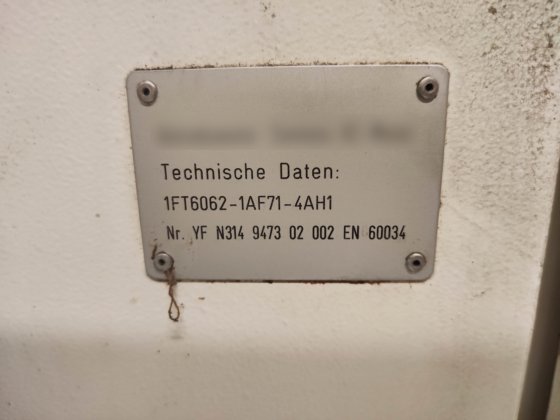 Technische Daten:
1FT6062-1AF71-4AH1
Nr. YF N314 9473 02 002 EN 60034